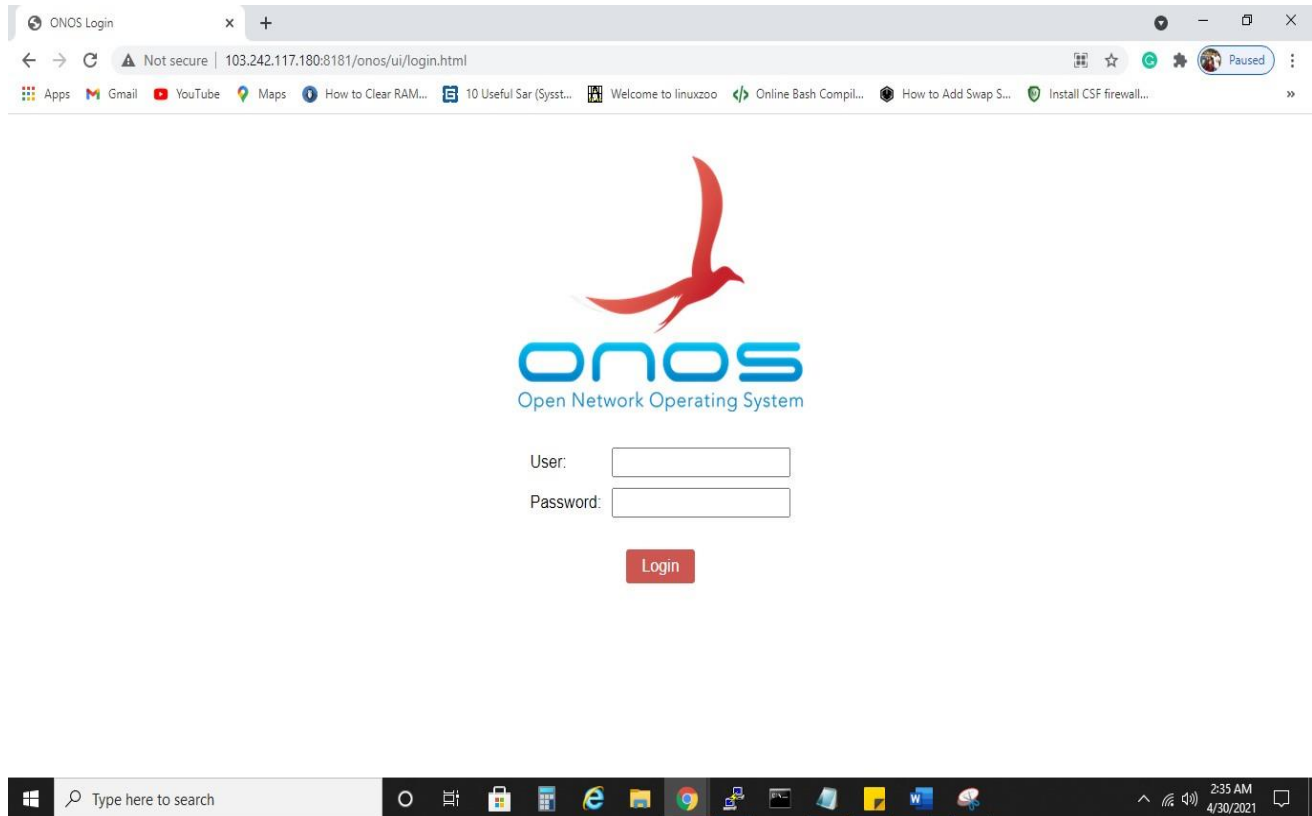 ONOS Login
Not secure | 103.242.117.180:8181/onos/ui/login.html
Paused
Apps
Gmail
YouTube
Maps
How to Clear RAM...
10 Useful Sar (Sysst...
Welcome to linuxzoo
Online Bash Compil...
How to Add Swap S...
Install CSF firewall...
»
onos
Open Network Operating System
User:
Password:
Login
Type here to search
2:35 AM
4/30/2021